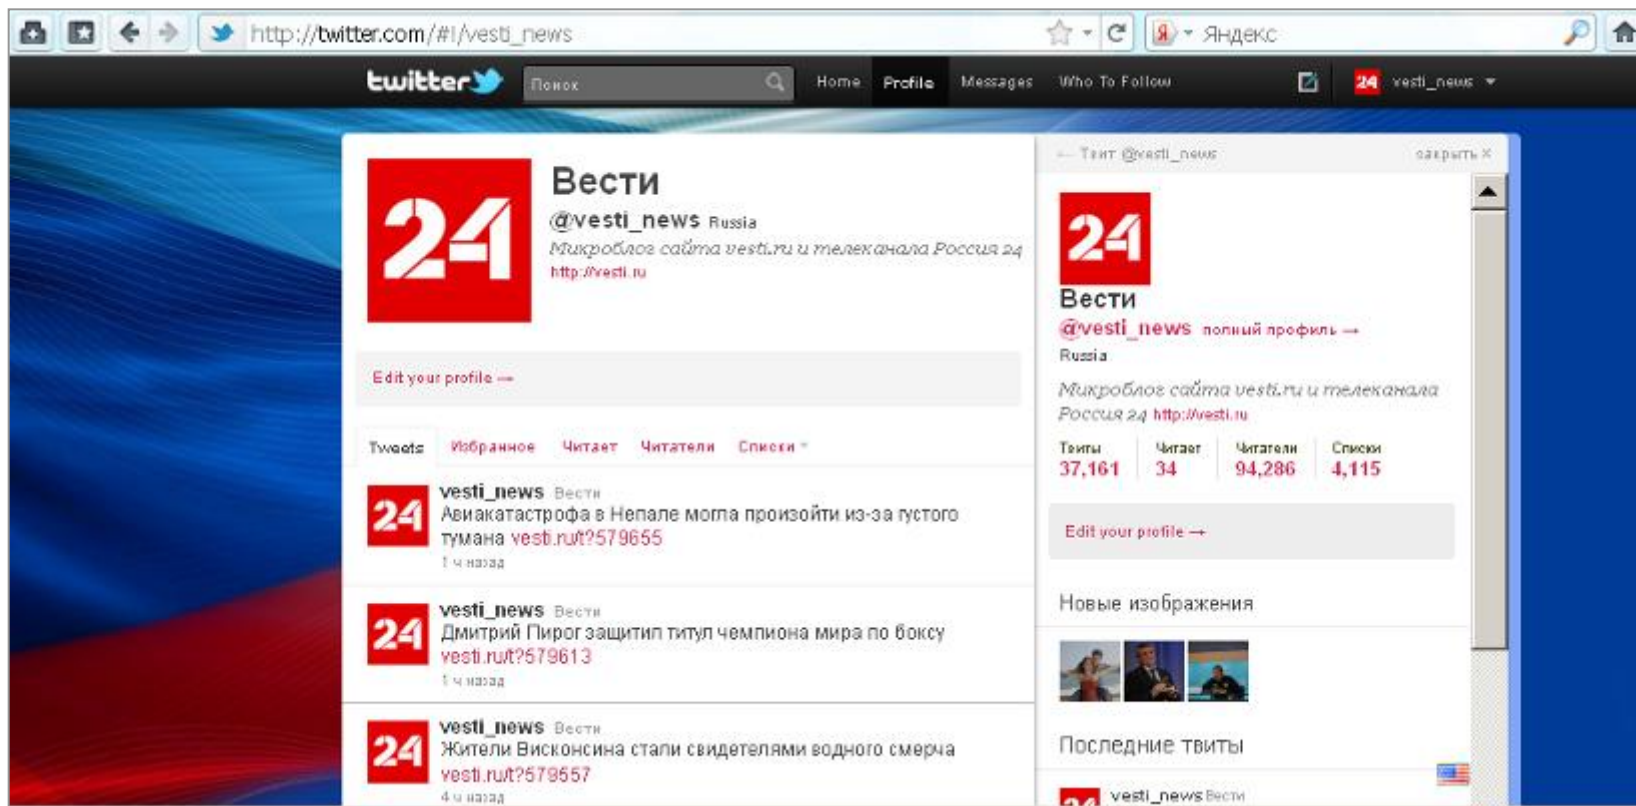 http://twitter.com/#!/vesti_news
Яндекс
twitter
Поиск
Home
Profile
Messages
Who To Follow
24
vesti_news
24
Вести
@vesti_news Russia
Микроблог сайта vesti.ru и телеканала Россия 24
http://vesti.ru
Edit your profile →
Tweets
Избранное
Читает
Читатели
Списки
24
vesti_news Вести
Авиакатастрофа в Непале могла произойти из-за густого
тумана vesti.ru/t?579655
1 ч назад
24
vesti_news Вести
Дмитрий Пирог защитил титул чемпиона мира по боксу
vesti.ru/t?579613
1 ч назад
24
vesti_news Вести
Жители Висконсина стали свидетелями водного смерча
vesti.ru/t?579557
4 ч назад
← Твит @vesti_news
закрыть ×
24
Вести
@vesti_news полный профиль →
Russia
Микроблог сайта vesti.ru и телеканала
Россия 24 http://vesti.ru
Твиты
Читает
Читатели
Списки
37,161
34
94,286
4,115
Edit your profile →
Новые изображения
Последние твиты
24
vesti_news Вести